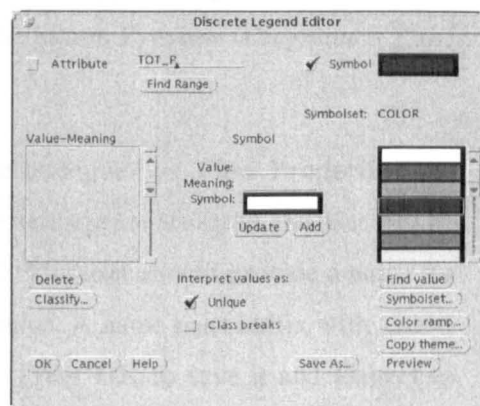 Discrete Legend Editor
Attribute TOT_P Symbol
Find Range
Symbolset: COLOR
Value-Meaning Symbol
Value:
Meaning:
Symbol:
Update Add
Delete Interpret values as: Find value
Classify... Unique Symbolset...
Class breaks Color ramp...
Copy theme...
OK Cancel Help Save As... Preview